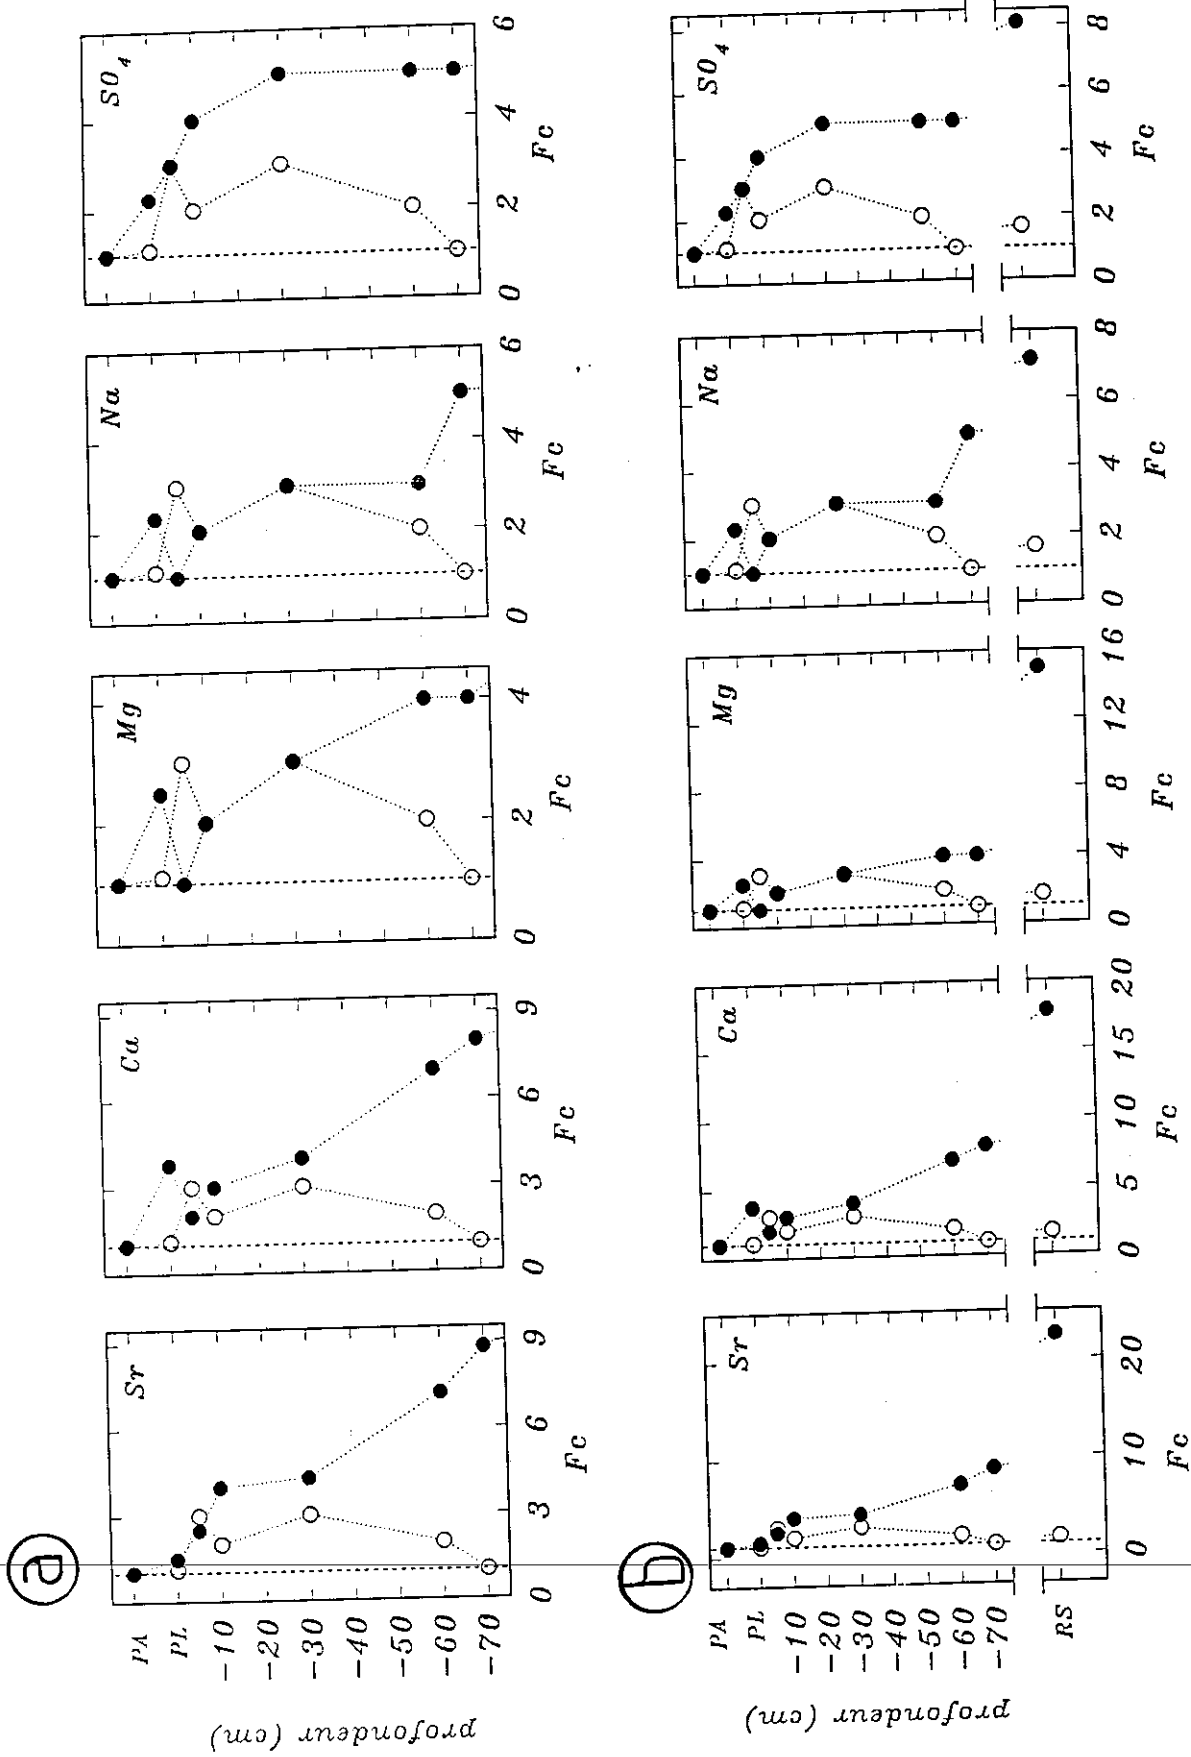 a
profondeur (cm)
PA
PL
-10
-20
-30
-40
-50
-60
-70
Sr
0 3 6 9
Fc
Ca
0 3 6 9
Fc
Mg
0 2 4
Fc
Na
0 2 4 6
Fc
SO4
0 2 4 6
Fc
b
profondeur (cm)
PA
PL
-10
-20
-30
-40
-50
-60
-70
RS
Sr
0 10 20
Fc
Ca
0 5 10 15 20
Fc
Mg
0 4 8 12 16
Fc
Na
0 2 4 6 8
Fc
SO4
0 2 4 6 8
Fc